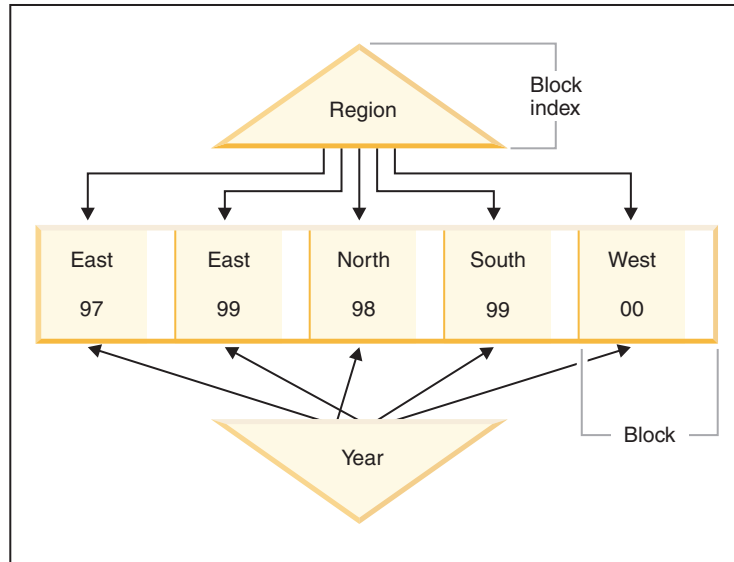 Region
Block
index
East East North South West
97 99 98 99 00
Year
Block